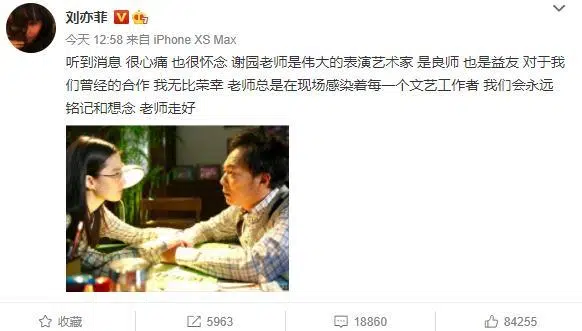 刘亦菲
今天 12:58 来自 iPhone XS Max
听到消息 很心痛 也很怀念 谢园老师是伟大的表演艺术家 是良师 也是益友 对于我
们曾经的合作 我无比荣幸 老师总是在现场感染着每一个文艺工作者 我们会永远
铭记和想念 老师走好
收藏 5963 18860 84255